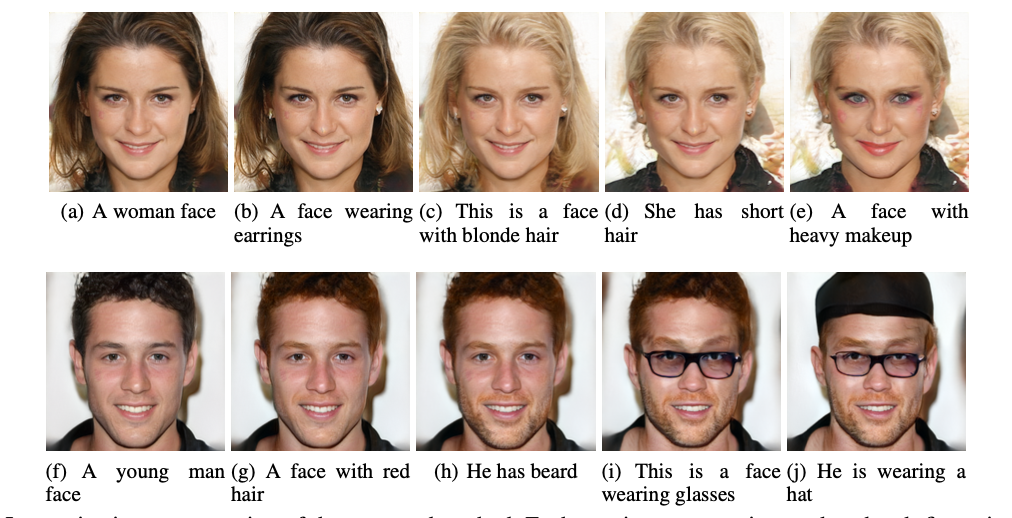 (a) A woman face
(b) A face wearing
earrings
(c) This is a face
with blonde hair
(d) She has short
hair
(e) A face with
heavy makeup
(f) A young man
face
(g) A face with red
hair
(h) He has beard
(i) This is a face
wearing glasses
(j) He is wearing a
hat